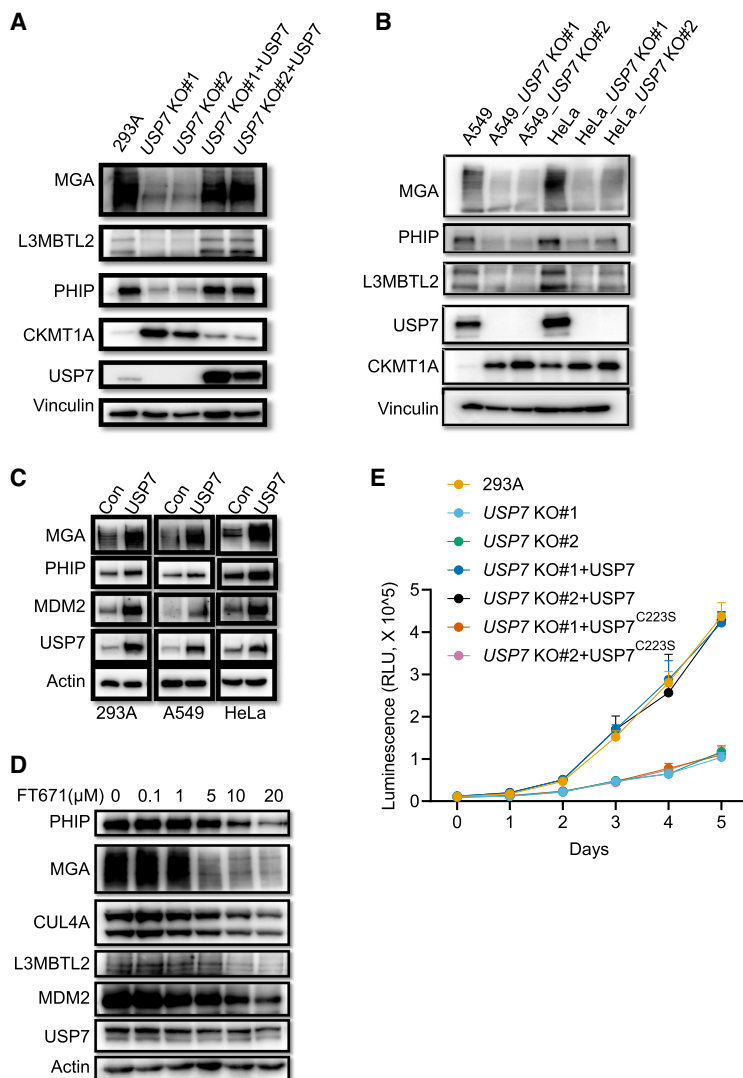 A
293A
USP7 KO#1
USP7 KO#2
USP7 KO#1+USP7
USP7 KO#2+USP7
MGA
L3MBTL2
PHIP
CKMT1A
USP7
Vinculin
B
A549
A549_USP7 KO#1
A549_USP7 KO#2
HeLa
HeLa_USP7 KO#1
HeLa_USP7 KO#2
MGA
PHIP
L3MBTL2
USP7
CKMT1A
Vinculin
C
Con USP7 Con USP7 Con USP7
MGA
PHIP
MDM2
USP7
Actin
293A A549 HeLa
D
FT671(μM) 0 0.1 1 5 10 20
PHIP
MGA
CUL4A
L3MBTL2
MDM2
USP7
Actin
E
293A
USP7 KO#1
USP7 KO#2
USP7 KO#1+USP7
USP7 KO#2+USP7
USP7 KO#1+USP7C223S
USP7 KO#2+USP7C223S
Luminescence (RLU, X 10^5)
5
4
3
2
1
0
0 1 2 3 4 5
Days